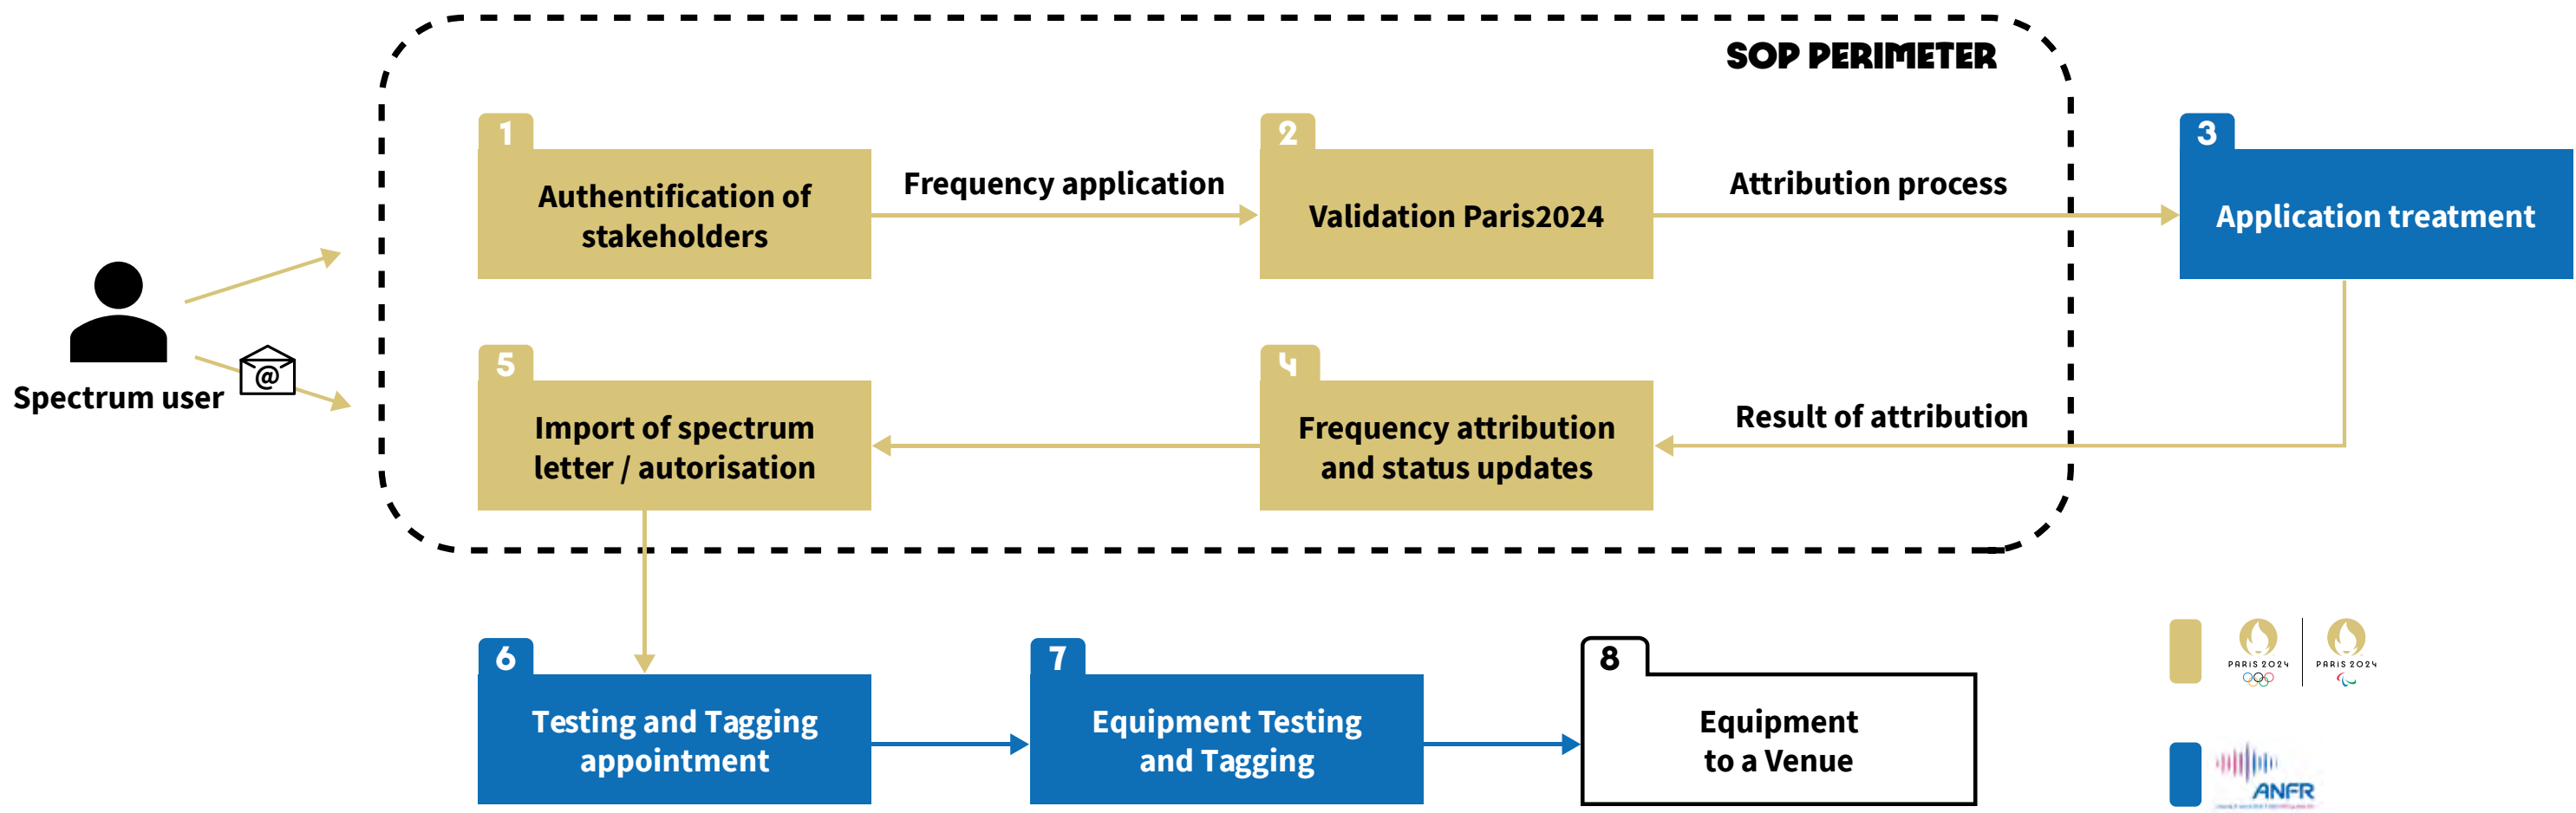 SOP PERIMETER
1
Authentification of
stakeholders
Frequency application
2
Validation Paris2024
Attribution process
3
Application treatment
Spectrum user
@
5
Import of spectrum
letter / autorisation
4
Frequency attribution
and status updates
Result of attribution
6
Testing and Tagging
appointment
7
Equipment Testing
and Tagging
8
Equipment
to a Venue
PARIS 2024
PARIS 2024
ANFR